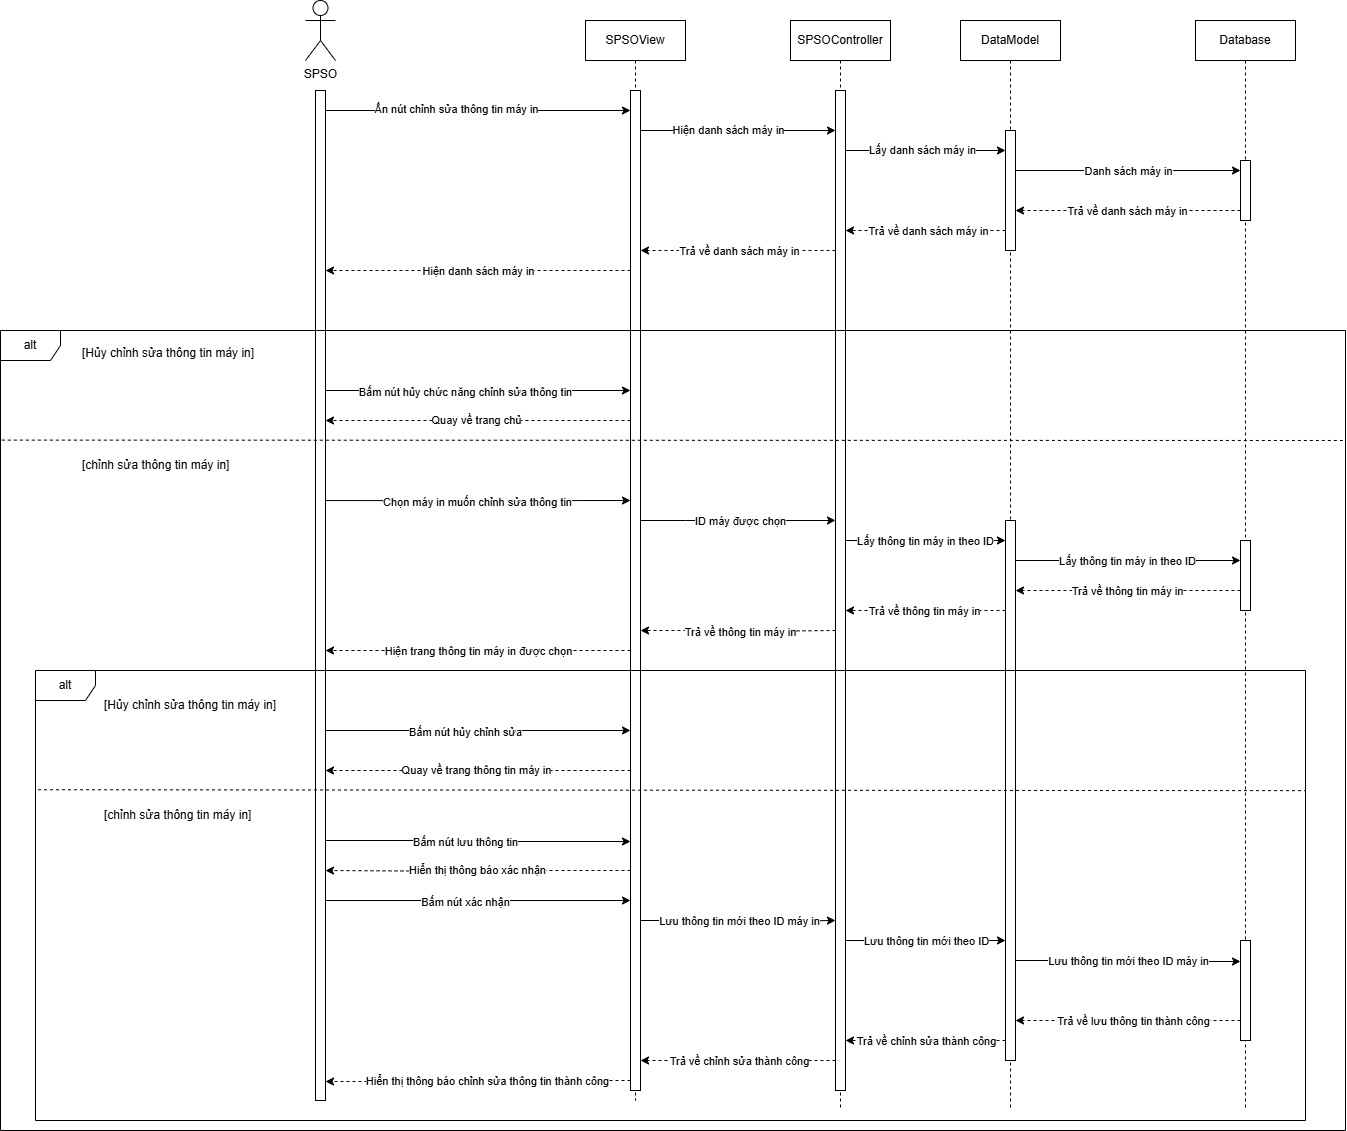 SPSO
SPSOView
SPSOController
DataModel
Database
Ấn nút chỉnh sửa thông tin máy in
Hiện danh sách máy in
Lấy danh sách máy in
Danh sách máy in
Trả về danh sách máy in
Trả về danh sách máy in
Trả về danh sách máy in
Hiện danh sách máy in
alt
[Hủy chỉnh sửa thông tin máy in]
Bấm nút hủy chức năng chỉnh sửa thông tin
Quay về trang chủ
[chỉnh sửa thông tin máy in]
Chọn máy in muốn chỉnh sửa thông tin
ID máy được chọn
Lấy thông tin máy in theo ID
Lấy thông tin máy in theo ID
Trả về thông tin máy in
Trả về thông tin máy in
Trả về thông tin máy in
Hiện trang thông tin máy in được chọn
alt
[Hủy chỉnh sửa thông tin máy in]
Bấm nút hủy chỉnh sửa
Quay về trang thông tin máy in
[chỉnh sửa thông tin máy in]
Bấm nút lưu thông tin
Hiển thị thông báo xác nhận
Bấm nút xác nhận
Lưu thông tin mới theo ID máy in
Lưu thông tin mới theo ID
Lưu thông tin mới theo ID máy in
Trả về lưu thông tin thành công
Trả về chỉnh sửa thành công
Trả về chỉnh sửa thành công
Hiển thị thông báo chỉnh sửa thông tin thành công